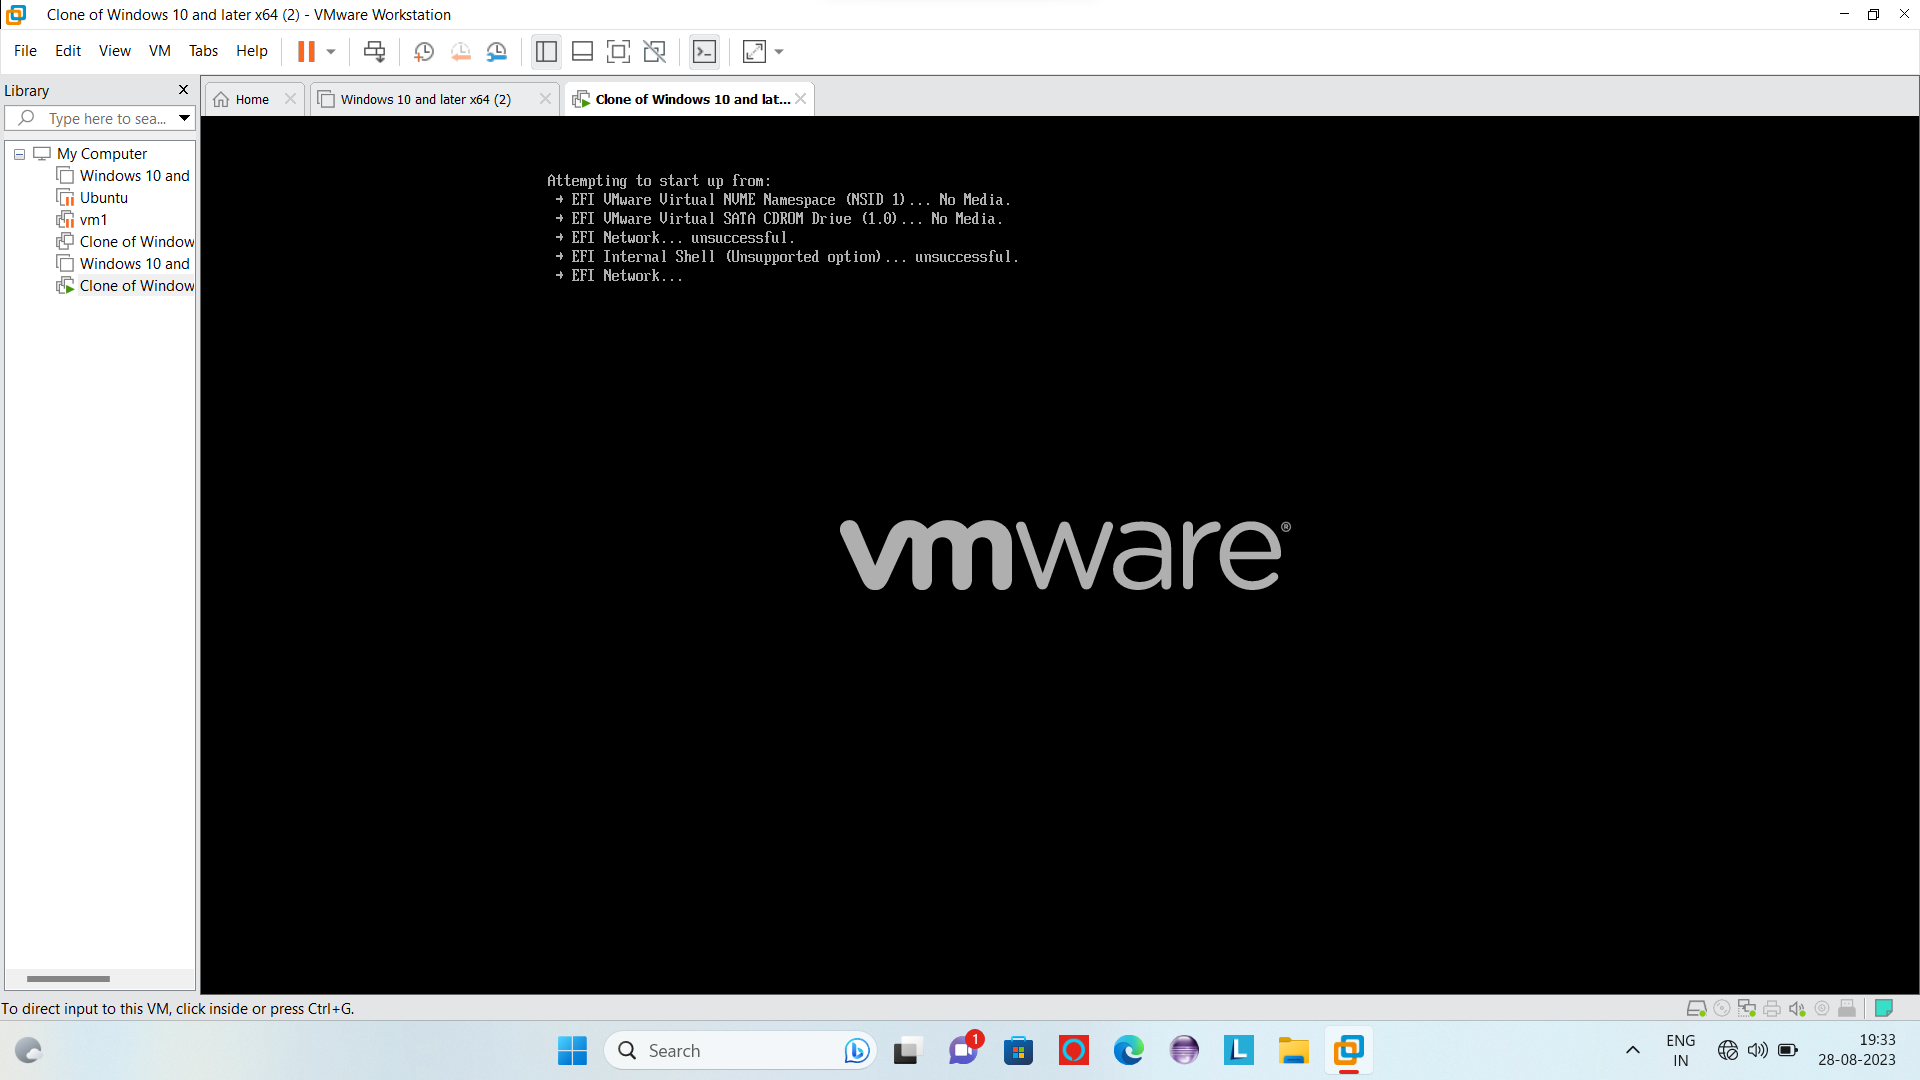 Clone of Windows 10 and later x64 (2) - VMware Workstation
File Edit View VM Tabs Help
Library
Type here to sea...
My Computer
Windows 10 and
Ubuntu
vm1
Clone of Window
Windows 10 and
Clone of Window
Home
Windows 10 and later x64 (2)
Clone of Windows 10 and lat...
Attempting to start up from:
→ EFI VMware Virtual NVME Namespace (NSID 1)... No Media.
→ EFI VMware Virtual SATA CDROM Drive (1.0)... No Media.
→ EFI Network... unsuccessful.
→ EFI Internal Shell (Unsupported option)... unsuccessful.
→ EFI Network...
vmware®
To direct input to this VM, click inside or press Ctrl+G.
Search
1
L
ENG
IN
19:33
28-08-2023